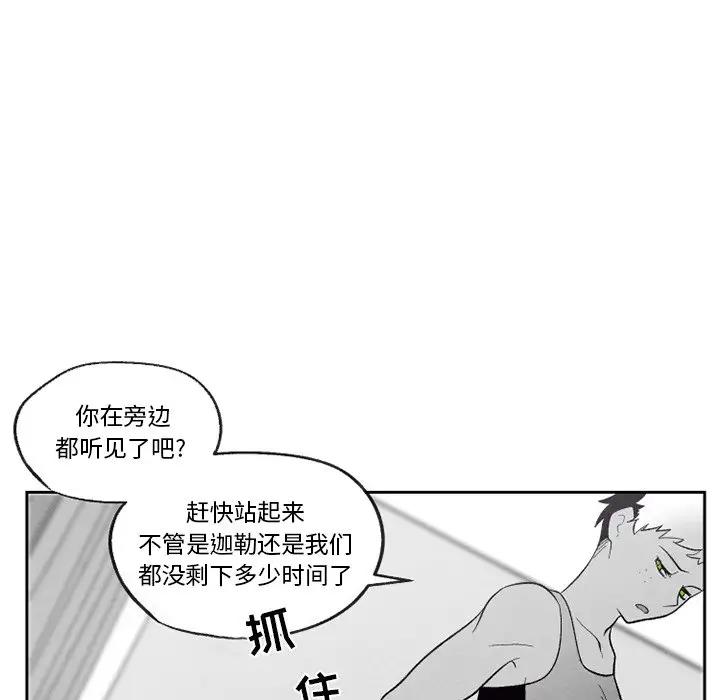 你在旁边
都听见了吧?
赶快站起来
不管是迦勒还是我们
都没剩下多少时间了
抓
住